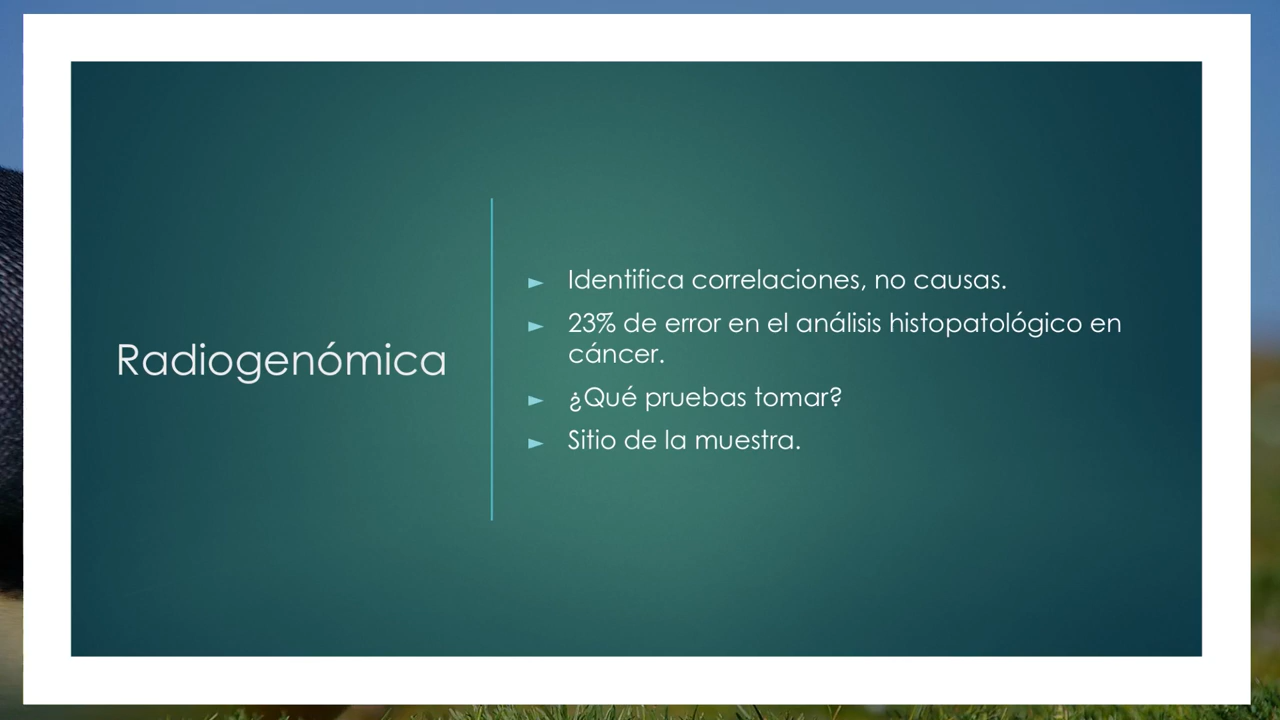 Radiogenómica
Identifica correlaciones, no causas.
23% de error en el análisis histopatológico en
cáncer.
¿Qué pruebas tomar?
Sitio de la muestra.